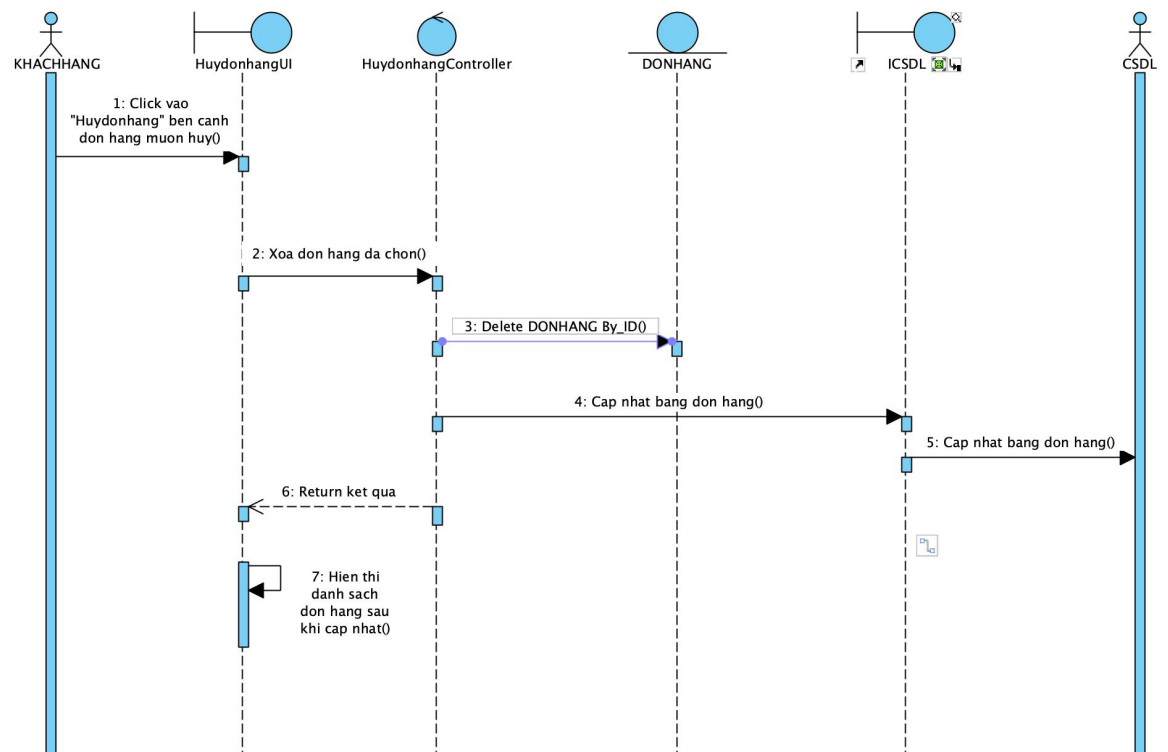 KHACHHANG
HuydonhangUI
HuydonhangController
DONHANG
ICSDL
CSDL
1: Click vao
"Huydonhang" ben canh
don hang muon huy()
2: Xoa don hang da chon()
3: Delete DONHANG By_ID()
4: Cap nhat bang don hang()
5: Cap nhat bang don hang()
6: Return ket qua
7: Hien thi
danh sach
don hang sau
khi cap nhat()